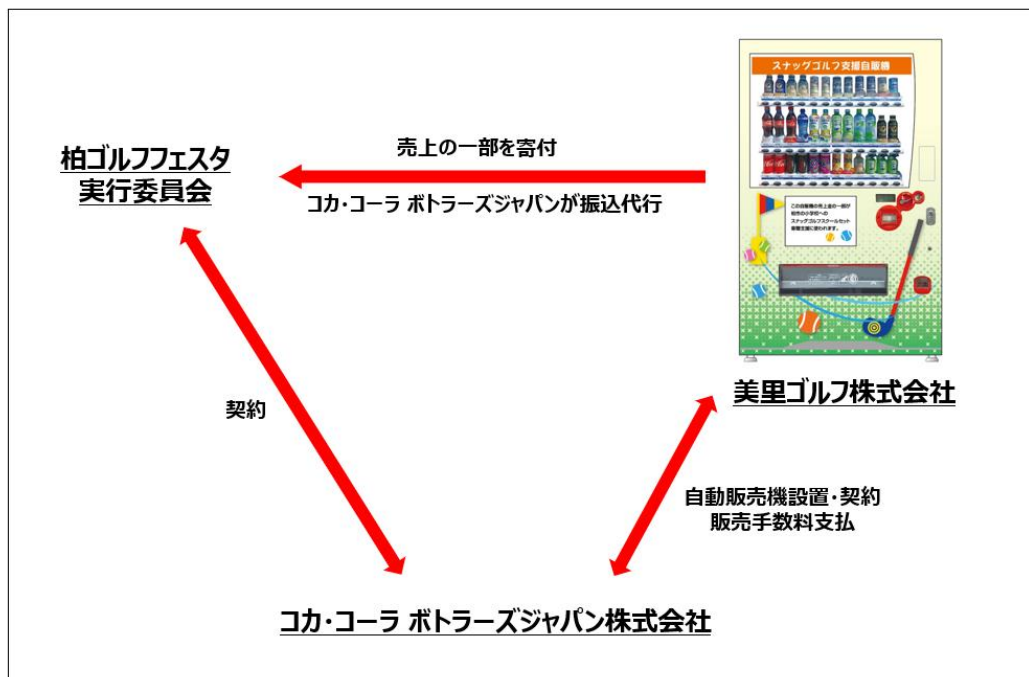 スナッグゴルフ支援自販機
柏ゴルフフェスタ
実行委員会
売上の一部を寄付
コカ・コーラ ボトラーズジャパンが振込代行
この自販機の売上金の一部が
柏市の小学校への
スナッグゴルフスクールセット
寄贈支援に使われます。
美里ゴルフ株式会社
契約
自動販売機設置・契約
販売手数料支払
コカ・コーラ ボトラーズジャパン株式会社